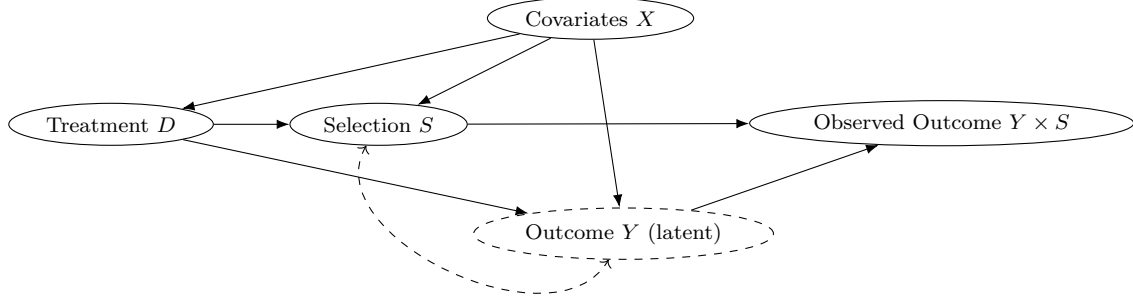 Covariates X
Treatment D
Selection S
Observed Outcome Y × S
Outcome Y (latent)